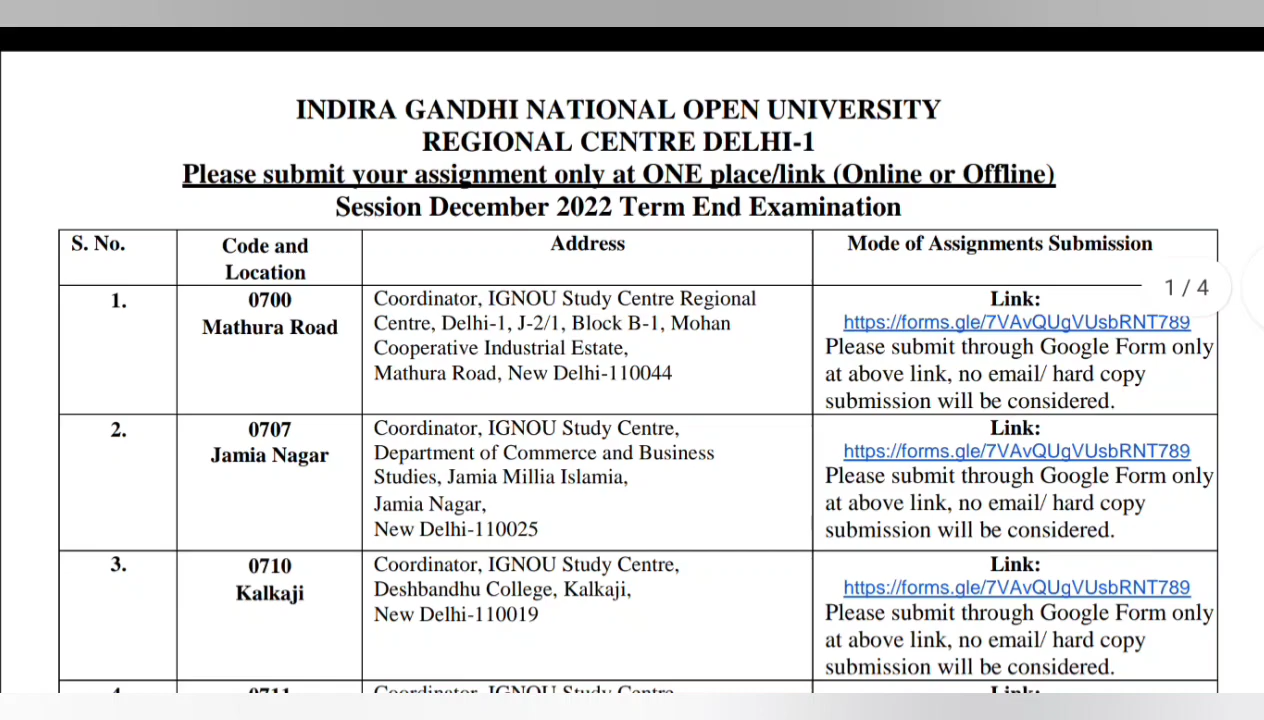 INDIRA GANDHI NATIONAL OPEN UNIVERSITY
REGIONAL CENTRE DELHI-1
Please submit your assignment only at ONE place/link (Online or Offline)
Session December 2022 Term End Examination
S. No.
Code and
Location
Address
Mode of Assignments Submission
1 / 4
1.
0700
Mathura Road
Coordinator, IGNOU Study Centre Regional
Centre, Delhi-1, J-2/1, Block B-1, Mohan
Cooperative Industrial Estate,
Mathura Road, New Delhi-110044
Link:
https://forms.gle/7VAvQUgVUsbRNT789
Please submit through Google Form only
at above link, no email/ hard copy
submission will be considered.
2.
0707
Jamia Nagar
Coordinator, IGNOU Study Centre,
Department of Commerce and Business
Studies, Jamia Millia Islamia,
Jamia Nagar,
New Delhi-110025
Link:
https://forms.gle/7VAvQUgVUsbRNT789
Please submit through Google Form only
at above link, no email/ hard copy
submission will be considered.
3.
0710
Kalkaji
Coordinator, IGNOU Study Centre,
Deshbandhu College, Kalkaji,
New Delhi-110019
Link:
https://forms.gle/7VAvQUgVUsbRNT789
Please submit through Google Form only
at above link, no email/ hard copy
submission will be considered.
4.
0711
Coordinator, IGNOU Study Centre
Link: